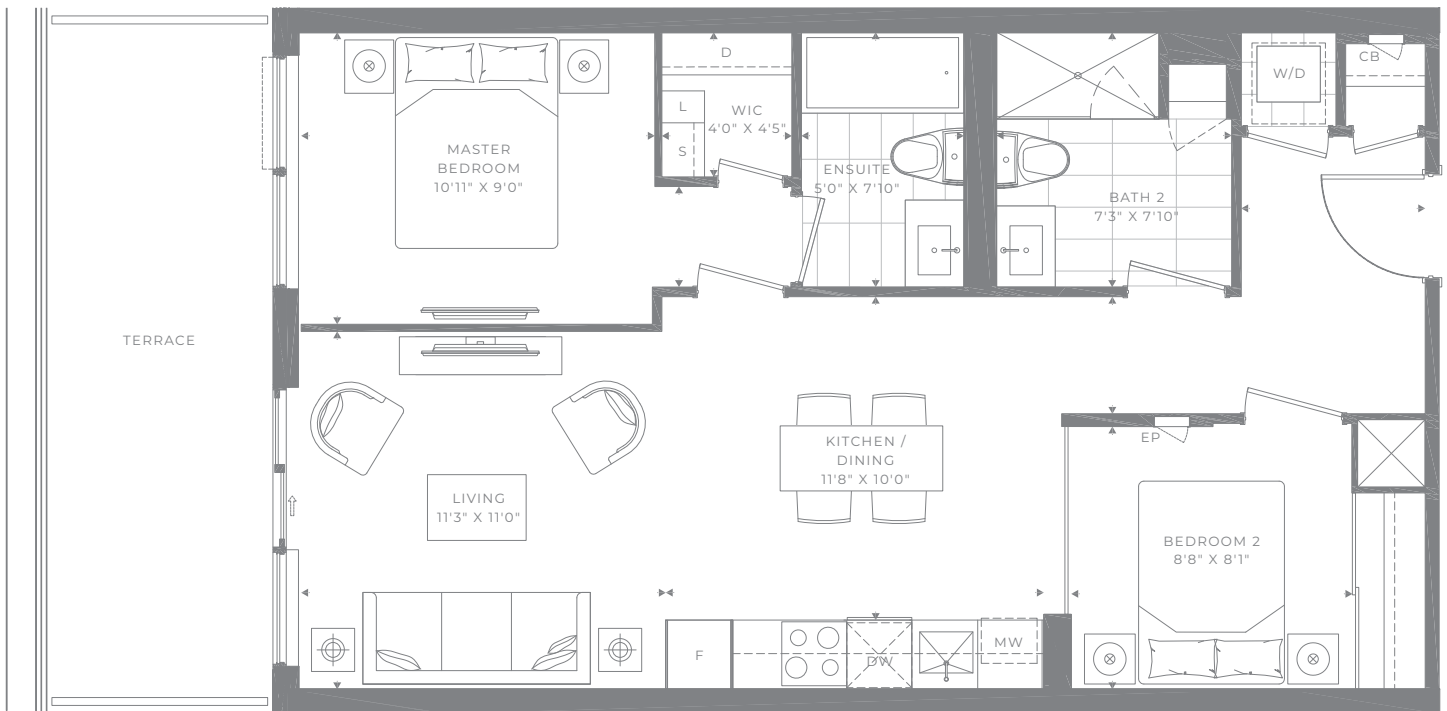 D
L
S
WIC
4'0" X 4'5"
W/D
CB
MASTER
BEDROOM
10'11" X 9'0"
ENSUITE
5'0" X 7'10"
BATH 2
7'3" X 7'10"
TERRACE
LIVING
11'3" X 11'0"
KITCHEN /
DINING
11'8" X 10'0"
EP
BEDROOM 2
8'8" X 8'1"
F
DW
MW